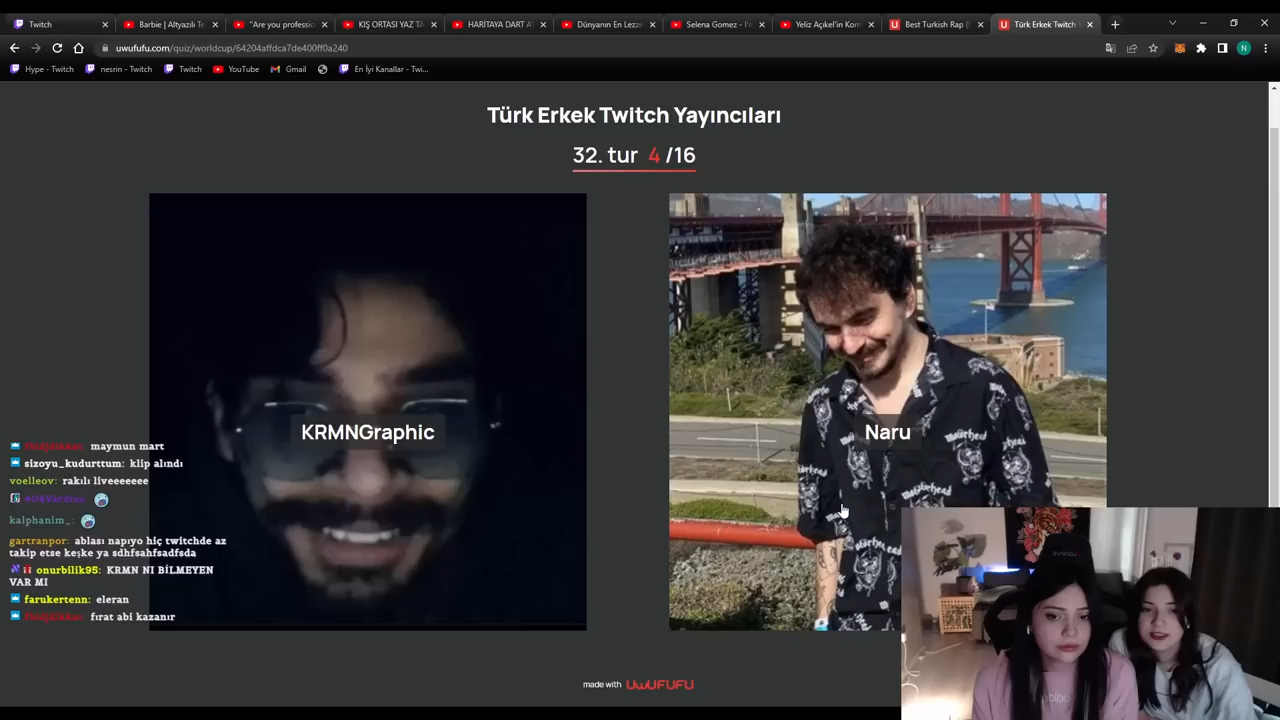 Twitch
Barbie | Altyazılı Te
"Are you profession
KIŞ ORTASI YAZ TA
HARİTAYA DART A
Dünyanın En Lezze
Selena Gomez - I'
Yeliz Açıkel'in Kom
Best Turkish Rap (
Türk Erkek Twitch
uwufufu.com/quiz/worldcup/64204affdca7de400ff0a240
N
Hype - Twitch
nesrin - Twitch
Twitch
YouTube
Gmail
En İyi Kanallar - Twi...
Türk Erkek Twitch Yayıncıları
32. tur 4 /16
KRMNGraphic
Naru
maymun mart
sizoyu_kudurttum: klip alındı
voelleov: rakılı liveeeeeee
kalphanim_:
gartranpor: ablası napıyo hiç twitchde az
takip etse keşke ya sdhfsahfsadfsda
onurbilik95: KRMN NI BİLMEYEN
VAR MI
farukertenn: eleran
fırat abi kazanır
made with UWUFUFU